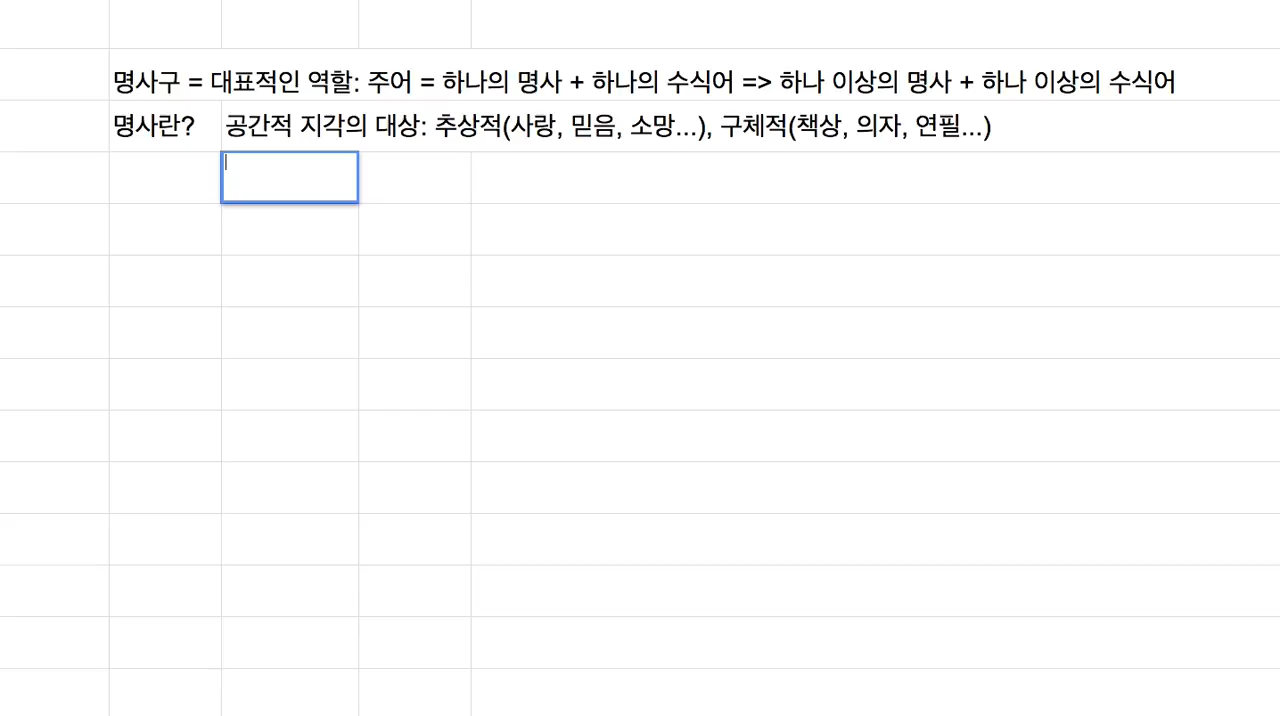 명사구 = 대표적인 역할: 주어 = 하나의 명사 + 하나의 수식어 => 하나 이상의 명사 + 하나 이상의 수식어
명사란? 공간적 지각의 대상: 추상적(사랑, 믿음, 소망...), 구체적(책상, 의자, 연필...)